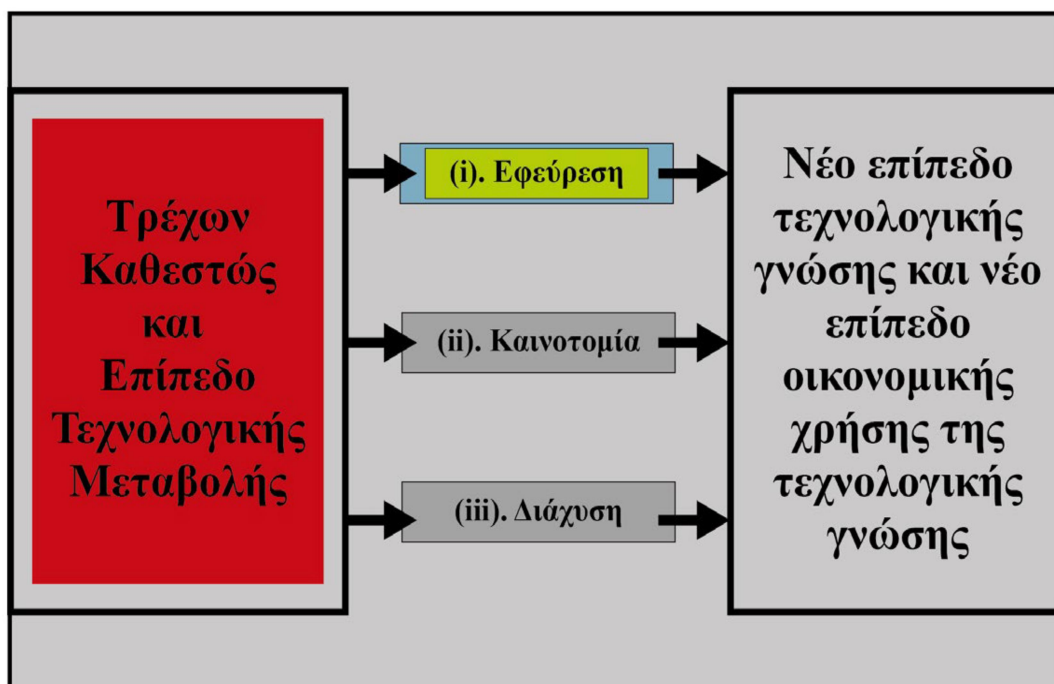 Τρέχων
Καθεστώς
και
Επίπεδο
Τεχνολογικής
Μεταβολής
(i). Εφεύρεση
(ii). Καινοτομία
(iii). Διάχυση
Νέο επίπεδο
τεχνολογικής
γνώσης και νέο
επίπεδο
οικονομικής
χρήσης της
τεχνολογικής
γνώσης